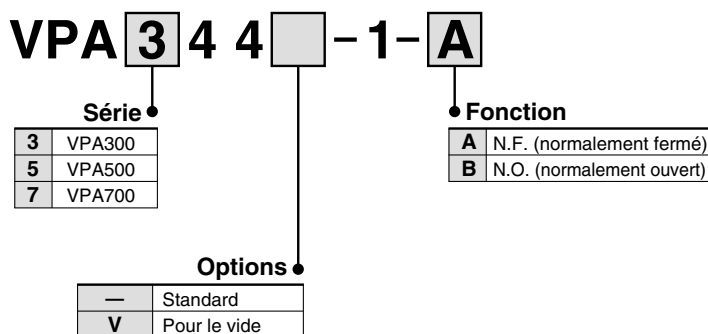 VPA 3 4 4 – 1 – A
Série
3 VPA300
5 VPA500
7 VPA700
Fonction
A N.F. (normalement fermé)
B N.O. (normalement ouvert)
Options
— Standard
V Pour le vide